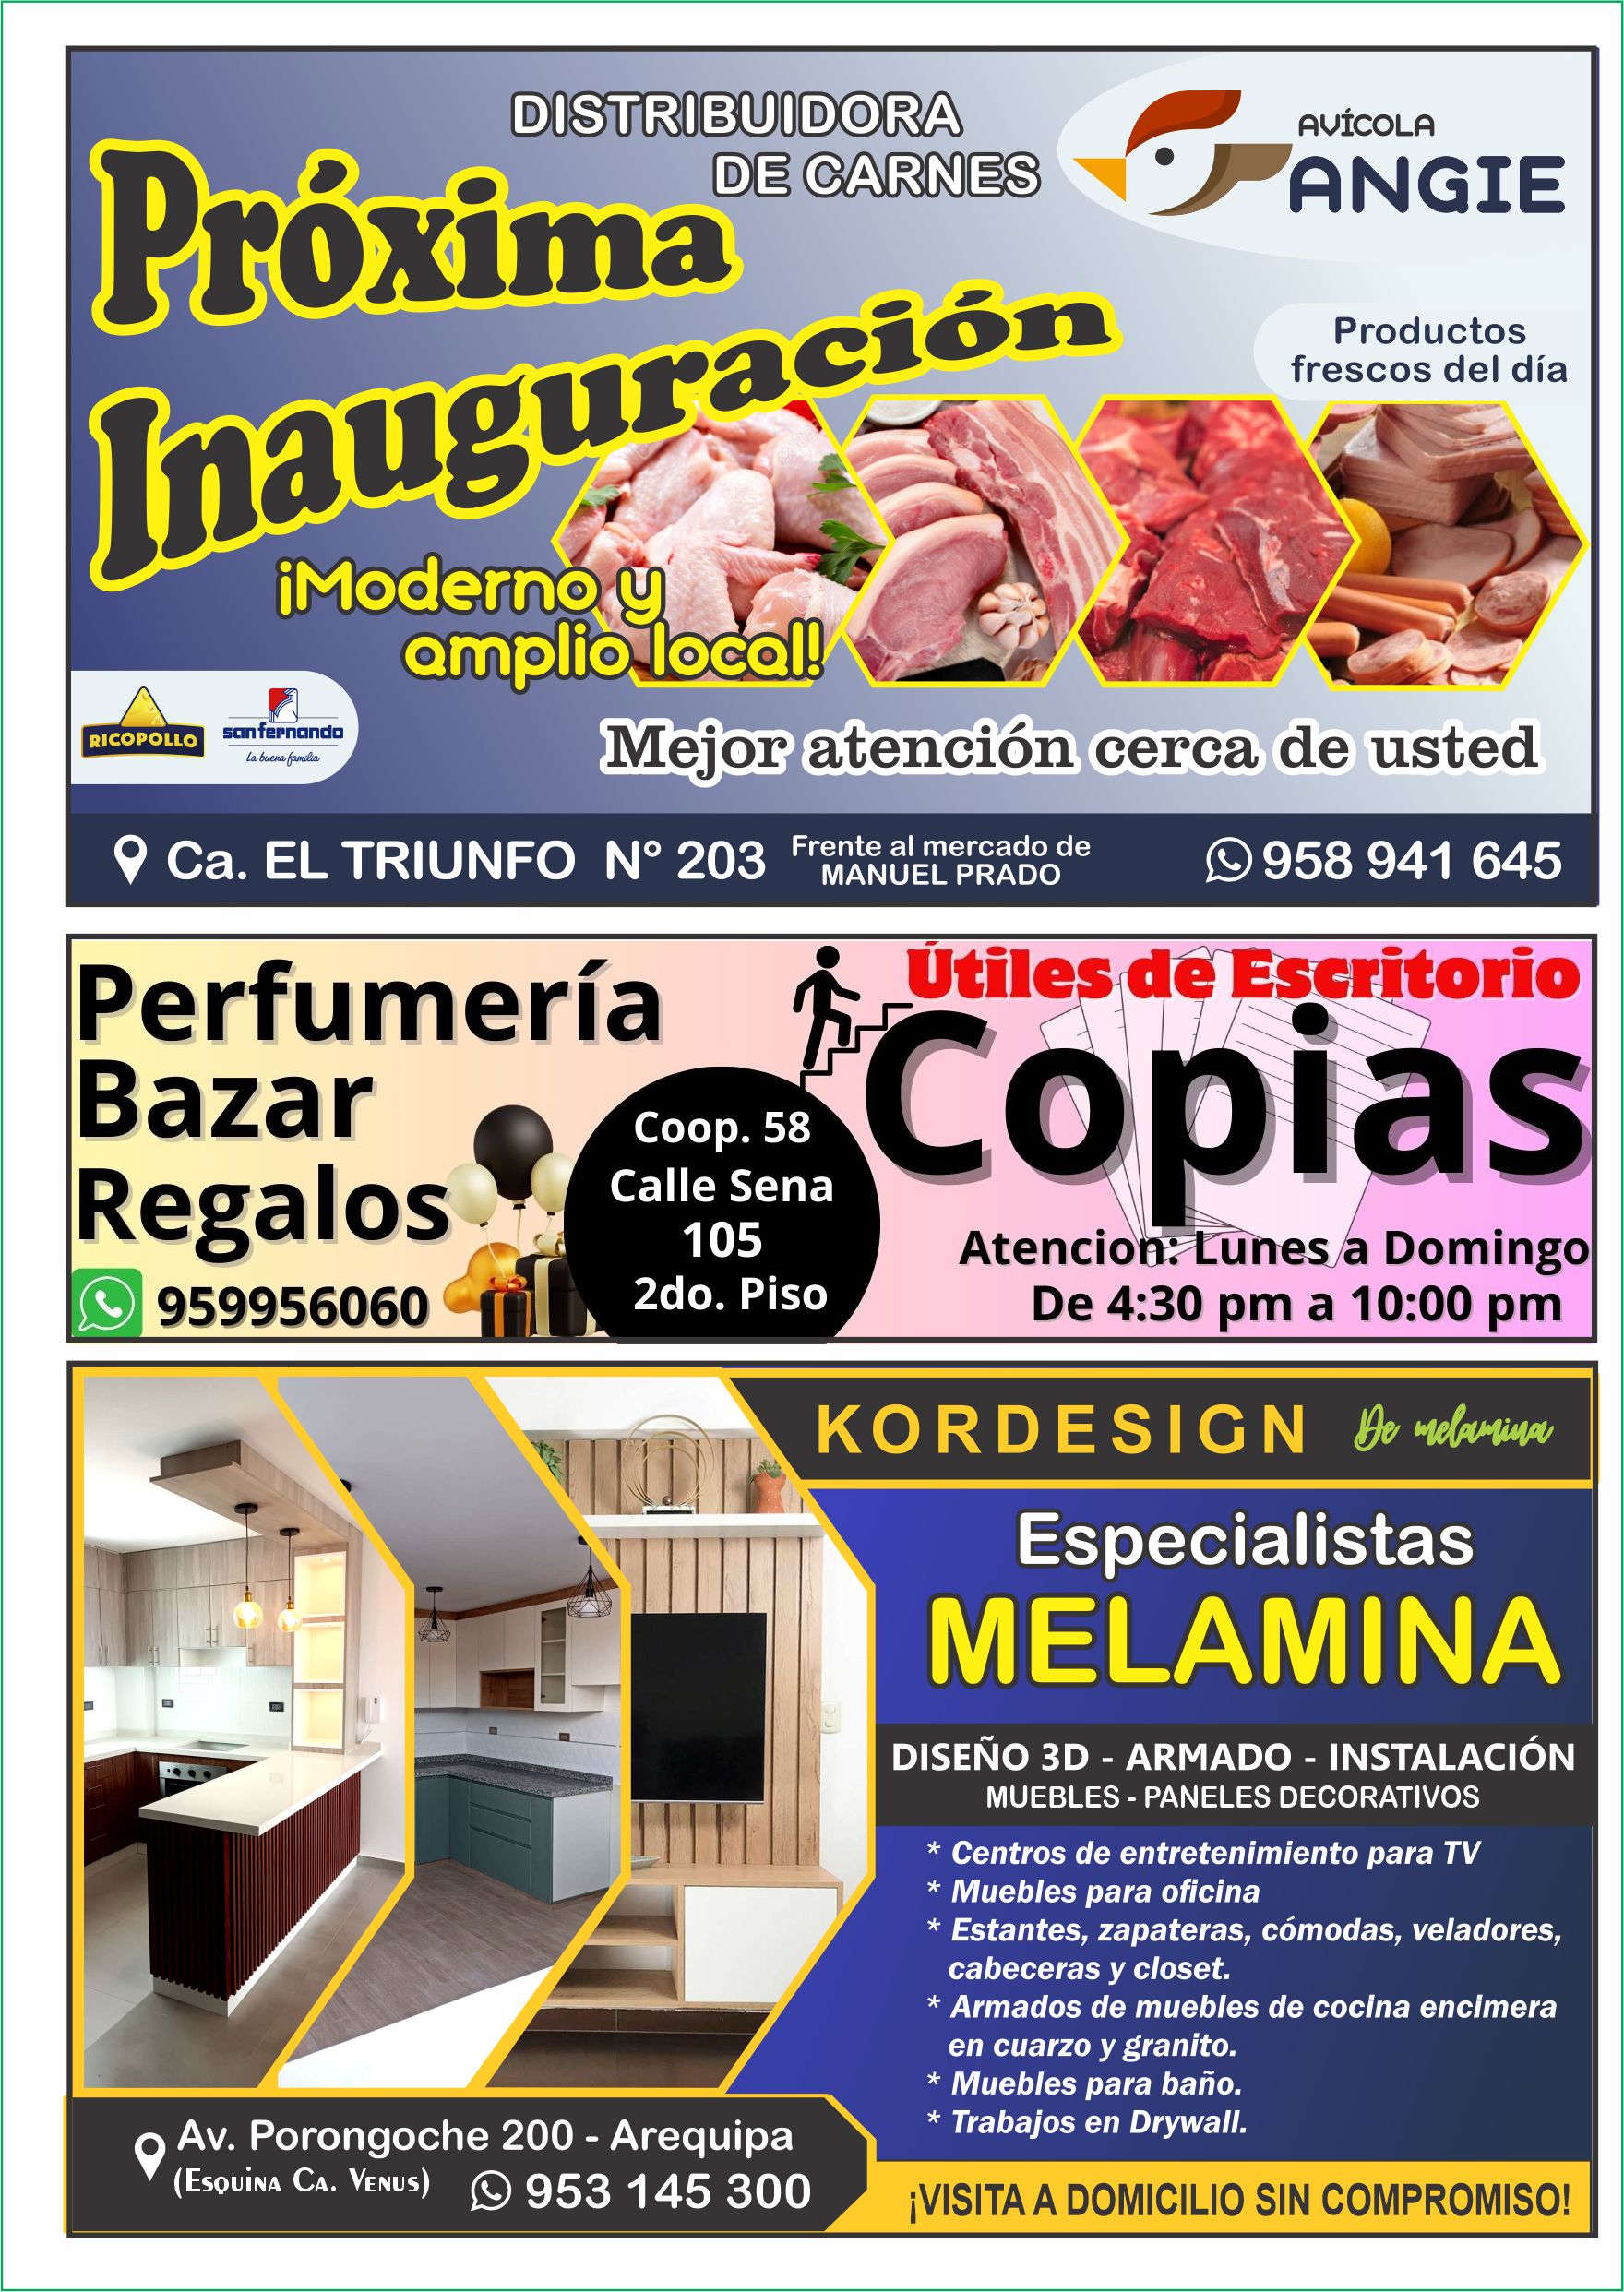 DISTRIBUIDORA
DE CARNES
AVÍCOLA
ANGIE
Próxima
Inauguración
Productos
frescos del día
¡Moderno y
amplio local!
RICOPOLLO
san fernando
La buena familia
Mejor atención cerca de usted
Ca. EL TRIUNFO N° 203
Frente al mercado de
MANUEL PRADO
958 941 645
Perfumería
Bazar
Regalos
959956060
Coop. 58
Calle Sena
105
2do. Piso
Útiles de Escritorio
Copias
Atencion: Lunes a Domingo
De 4:30 pm a 10:00 pm
KORDESIGN De melamina
Especialistas
MELAMINA
DISEÑO 3D - ARMADO - INSTALACIÓN
MUEBLES - PANELES DECORATIVOS
* Centros de entretenimiento para TV
* Muebles para oficina
* Estantes, zapateras, cómodas, veladores,
cabeceras y closet.
* Armados de muebles de cocina encimera
en cuarzo y granito.
* Muebles para baño.
* Trabajos en Drywall.
Av. Porongoche 200 - Arequipa
(Esquina Ca. Venus)
953 145 300
¡VISITA A DOMICILIO SIN COMPROMISO!